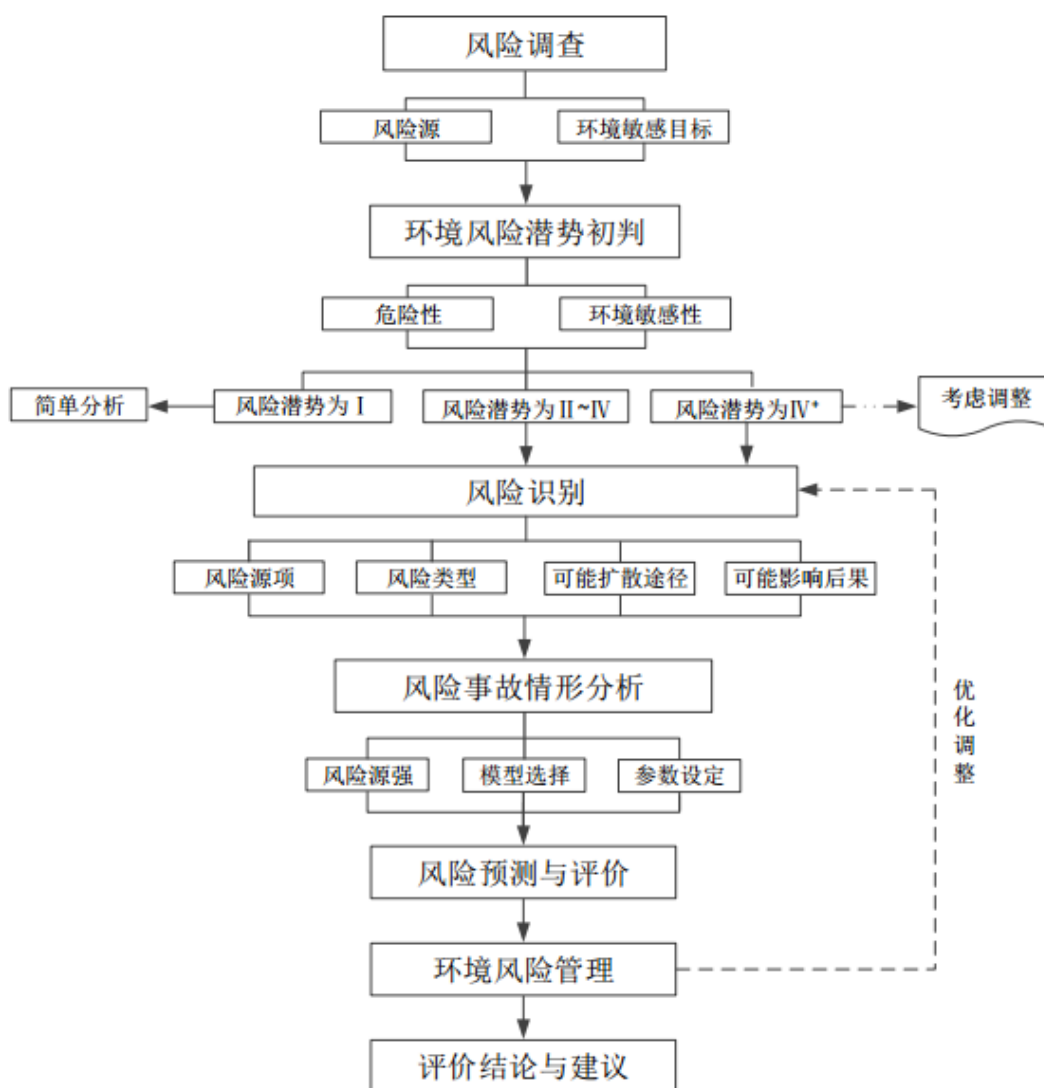 风险调查
风险源
环境敏感目标
环境风险潜势初判
危险性
环境敏感性
简单分析
风险潜势为Ⅰ
风险潜势为Ⅱ~Ⅳ
风险潜势为Ⅳ+
考虑调整
风险识别
风险源项
风险类型
可能扩散途径
可能影响后果
风险事故情形分析
优化调整
风险源强
模型选择
参数设定
风险预测与评价
环境风险管理
评价结论与建议